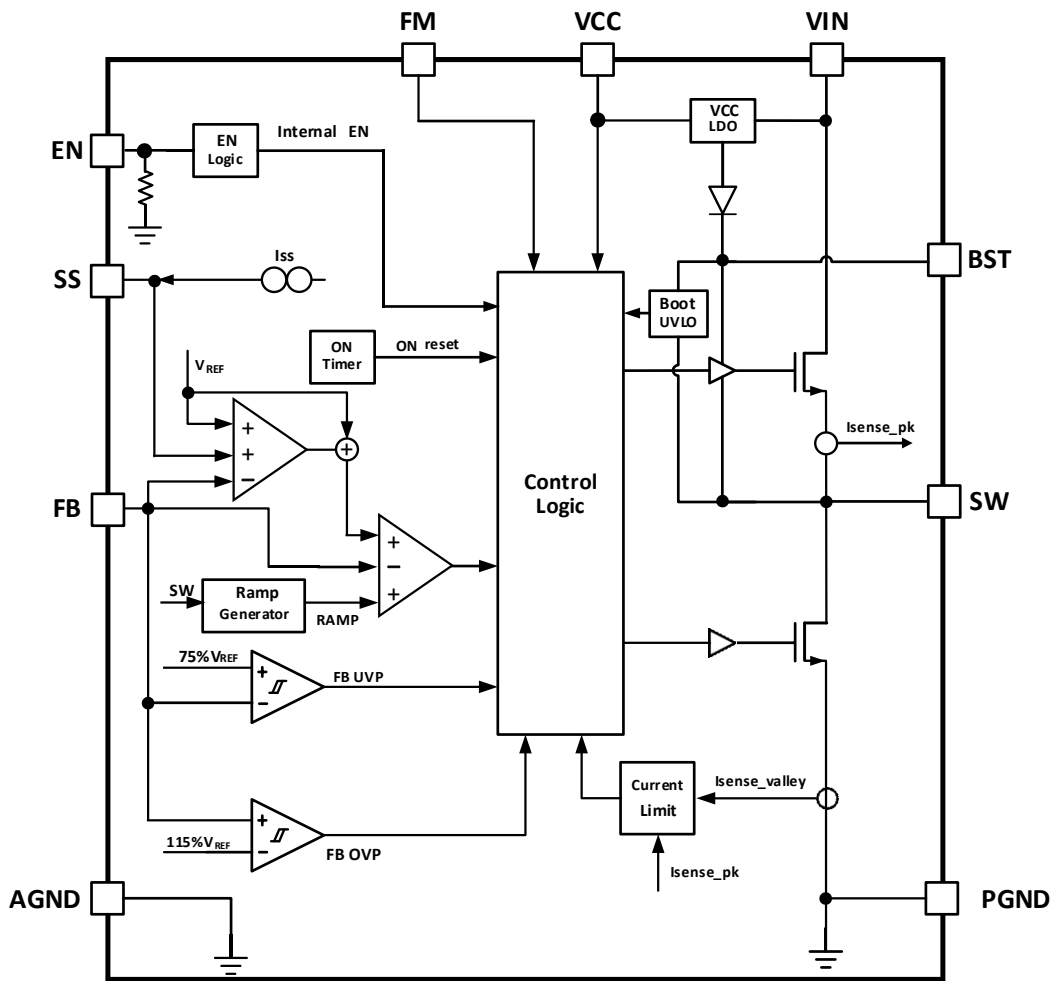 FM
VCC
VIN
VCC
LDO
EN
EN
Logic
Internal EN
SS
Iss
BST
Boot
UVLO
ON
Timer
ON reset
VREF
+
+
−
+
Isense_pk
Control
Logic
FB
SW
+
−
+
SW
Ramp
Generator
RAMP
75%VREF
+
−
FB UVP
Current
Limit
Isense_valley
115%VREF
+
−
FB OVP
Isense_pk
AGND
PGND